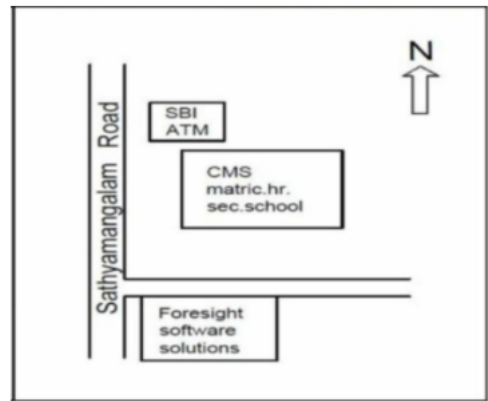 N
SBI
ATM
CMS
matric.hr.
sec.school
Sathyamangalam Road
Foresight
software
solutions